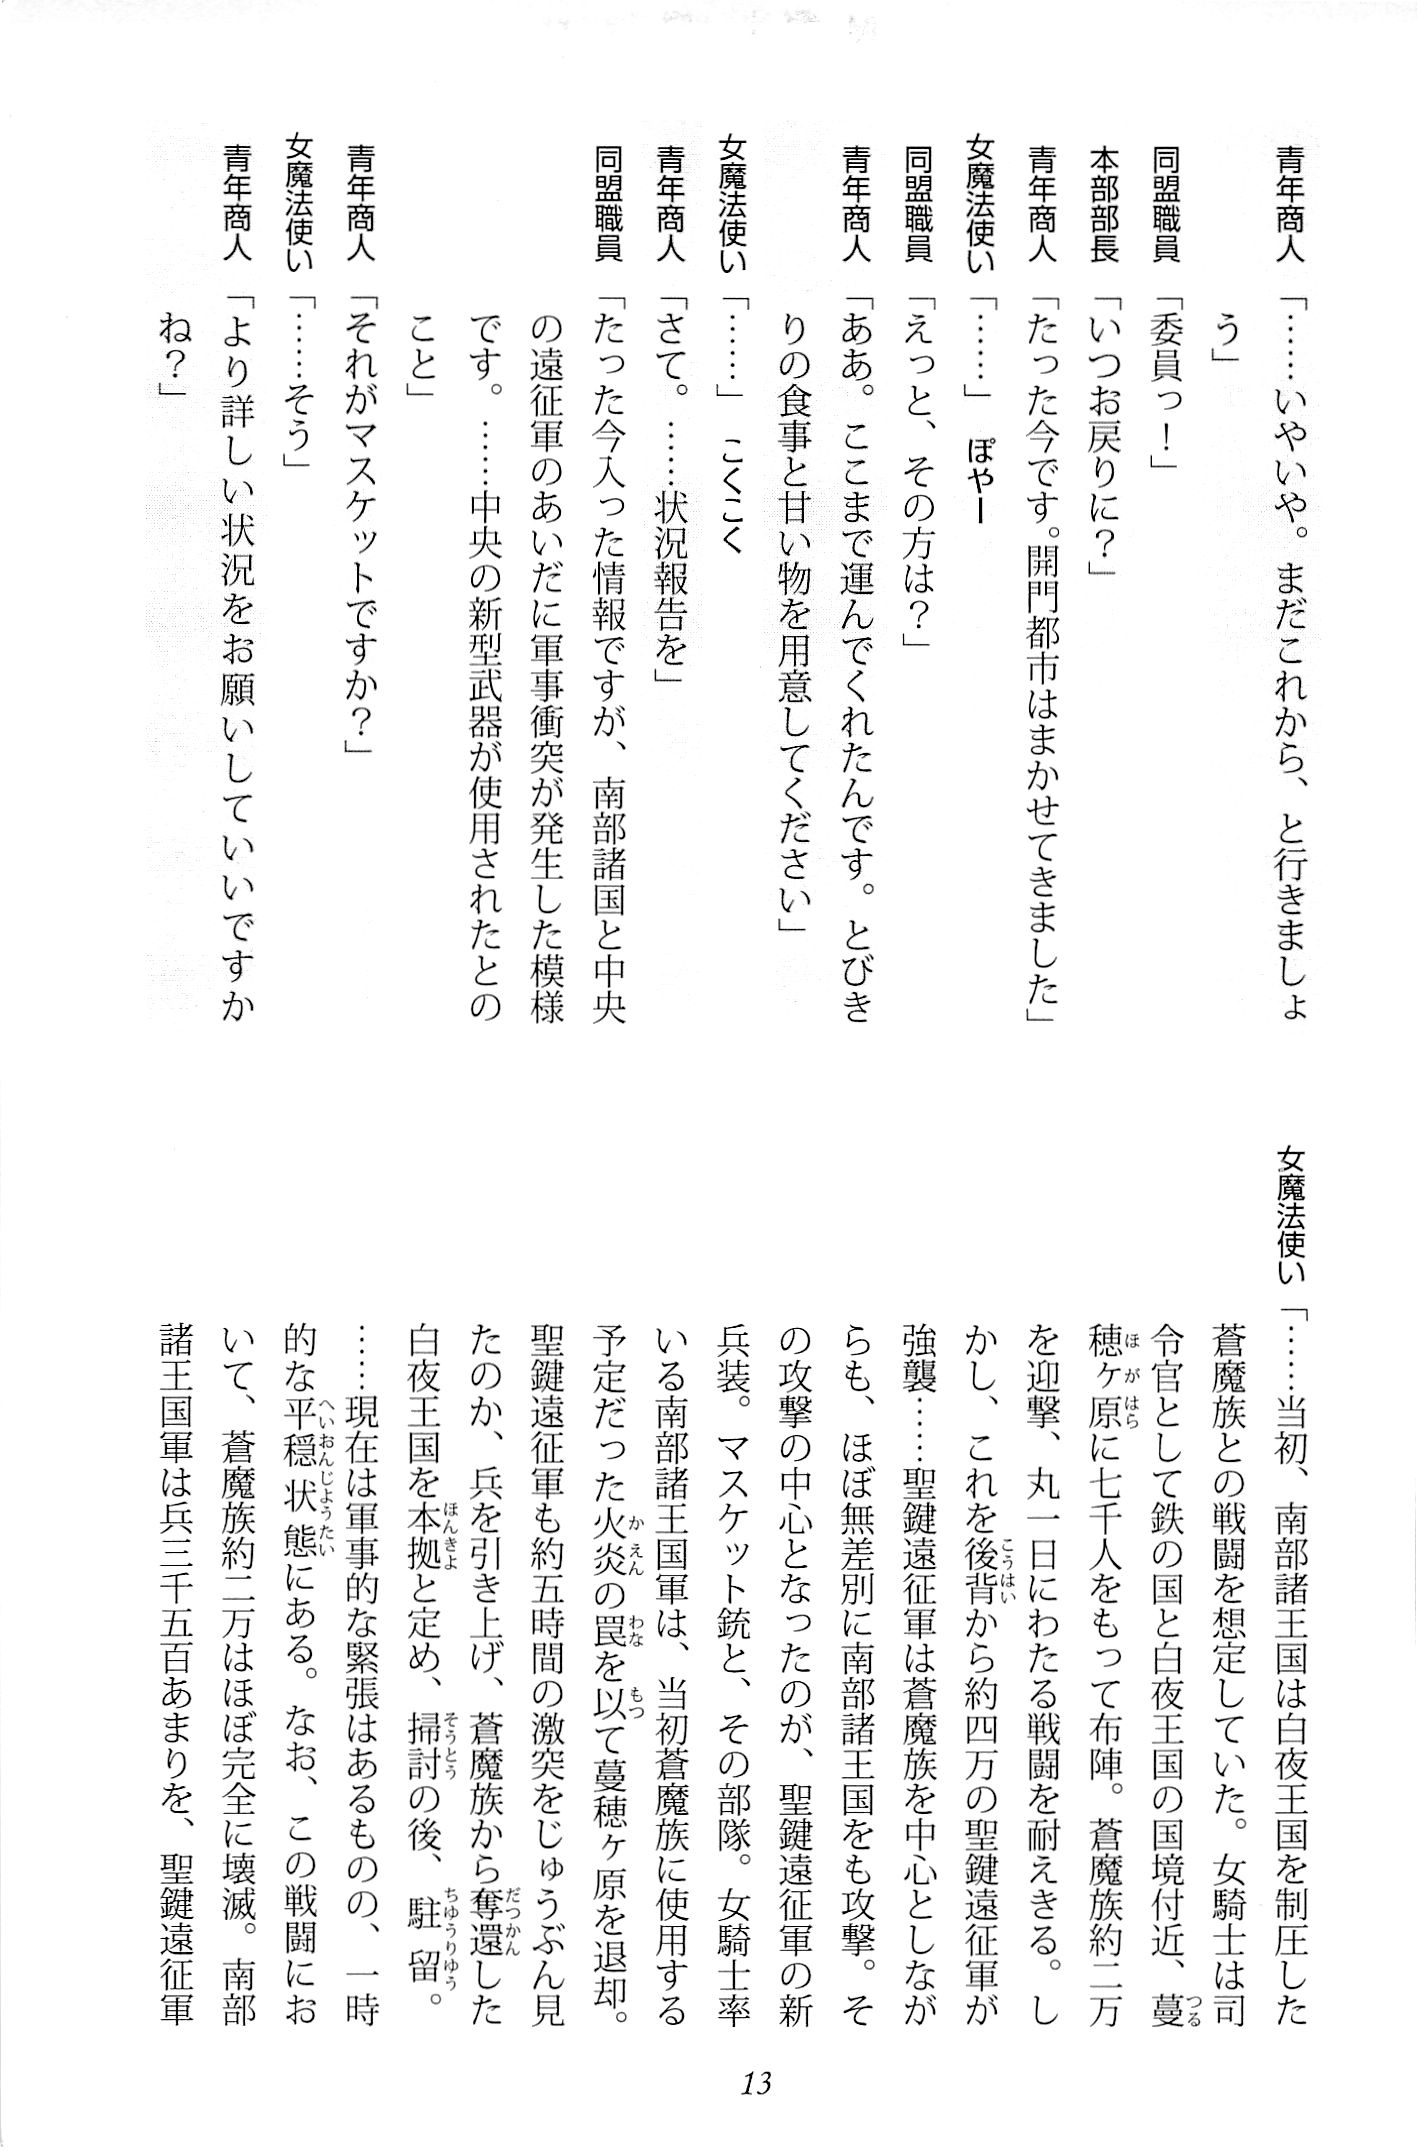 青年商人「……いやいや。まだこれから、と行きましょ
う」
同盟職員「委員っ！」
本部部長「いつお戻りに？」
青年商人「たった今です。開門都市はまかせてきました」
女魔法使い「……」　ぽやー
同盟職員「えっと、その方は？」
青年商人「ああ。ここまで運んでくれたんです。とびき
りの食事と甘い物を用意してください」
女魔法使い「……」　こくこく
青年商人「さて。……状況報告を」
同盟職員「たった今入った情報ですが、南部諸国と中央
の遠征軍のあいだに軍事衝突が発生した模様
です。……中央の新型武器が使用されたとの
こと」
青年商人「それがマスケットですか？」
女魔法使い「……そう」
青年商人「より詳しい状況をお願いしていいですか
ね？」
女魔法使い「……当初、南部諸王国は白夜王国を制圧した
蒼魔族との戦闘を想定していた。女騎士は司
令官として鉄の国と白夜王国の国境付近、蔓
穂ヶ原に七千人をもって布陣。蒼魔族約二万
を迎撃、丸一日にわたる戦闘を耐えきる。し
かし、これを後背から約四万の聖鍵遠征軍が
強襲……聖鍵遠征軍は蒼魔族を中心としなが
らも、ほぼ無差別に南部諸王国をも攻撃。そ
の攻撃の中心となったのが、聖鍵遠征軍の新
兵装。マスケット銃と、その部隊。女騎士率
いる南部諸王国軍は、当初蒼魔族に使用する
予定だった火炎の罠を以て蔓穂ヶ原を退却。
聖鍵遠征軍も約五時間の激突をじゅうぶん見
たのか、兵を引き上げ、蒼魔族から奪還した
白夜王国を本拠と定め、掃討の後、駐留。
……現在は軍事的な緊張はあるものの、一時
的な平穏状態にある。なお、この戦闘にお
いて、蒼魔族約二万はほぼ完全に壊滅。南部
諸王国軍は兵三千五百あまりを、聖鍵遠征軍
13